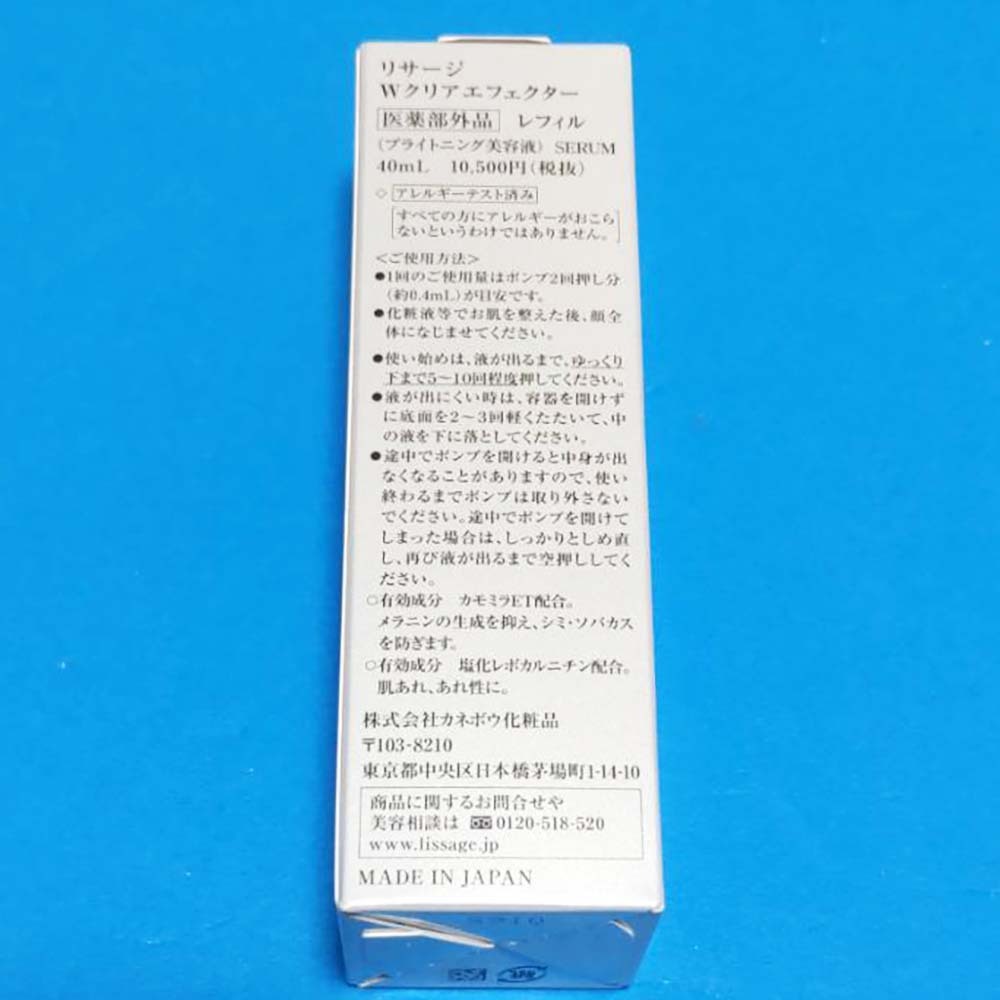 リサージ
Wクリアエフェクター
医薬部外品 レフィル
(ブライトニング美容液) SERUM
40mL 10,500円(税抜)
◇ アレルギーテスト済み
すべての方にアレルギーがおこら
ないというわけではありません。
<ご使用方法>
●1回のご使用量はポンプ2回押し分
(約0.4mL)が目安です。
●化粧液等でお肌を整えた後、顔全
体になじませてください。
●使い始めは、液が出るまで、ゆっくり
下まで5~10回程度押してください。
●液が出にくい時は、容器を開けず
に底面を2~3回軽くたたいて、中
の液を下に落としてください。
●途中でポンプを開けると中身が出
なくなることがありますので、使い
終わるまでポンプは取り外さない
でください。途中でポンプを開けて
しまった場合は、しっかりとしめ直
し、再び液が出るまで空押ししてく
ださい。
○有効成分 カモミラET配合。
メラニンの生成を抑え、シミ・ソバカス
を防ぎます。
○有効成分 塩化レボカルニチン配合。
肌あれ、あれ性に。
株式会社カネボウ化粧品
〒103-8210
東京都中央区日本橋茅場町1-14-10
商品に関するお問合せや
美容相談は 0120-518-520
www.lissage.jp
MADE IN JAPAN